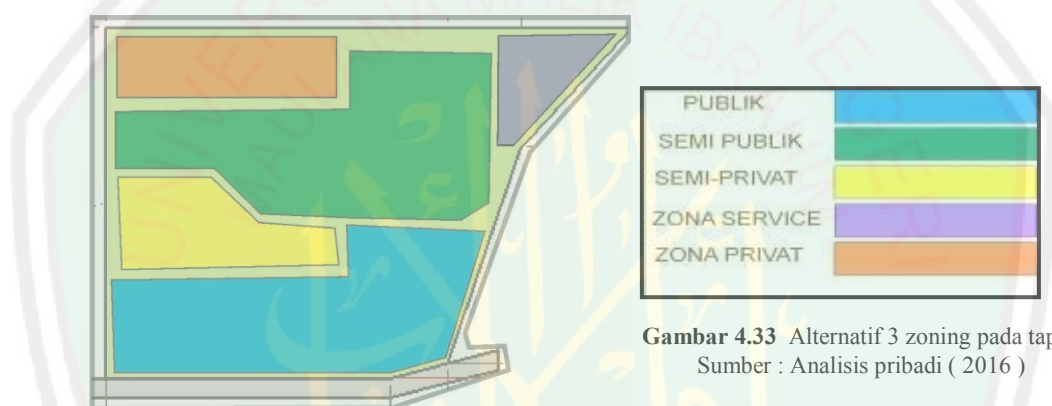 PUBLIK
SEMI PUBLIK
SEMI-PRIVAT
ZONA SERVICE
ZONA PRIVAT
Gambar 4.33 Alternatif 3 zoning pada tap
Sumber : Analisis pribadi ( 2016 )